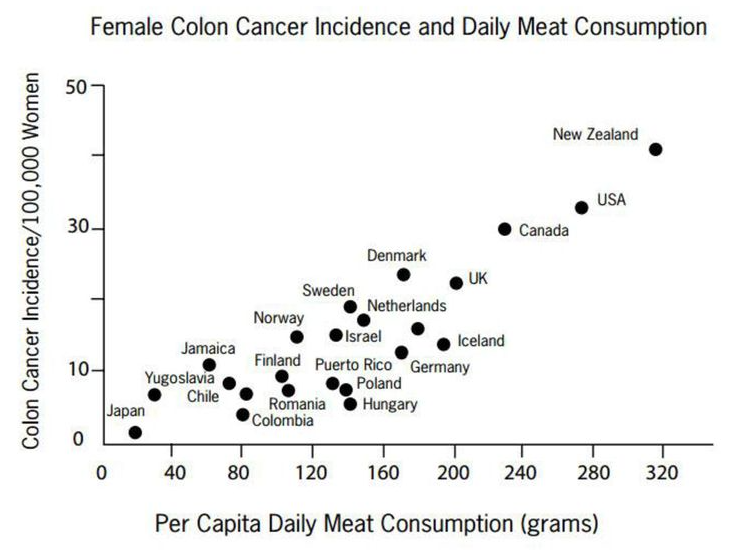 Female Colon Cancer Incidence and Daily Meat Consumption
Colon Cancer Incidence/100,000 Women
50
30
10
0
New Zealand
USA
Canada
Denmark
UK
Sweden
Netherlands
Norway
Israel
Iceland
Jamaica
Finland
Puerto Rico
Germany
Yugoslavia
Poland
Chile
Romania
Hungary
Japan
Colombia
0 40 80 120 160 200 240 280 320
Per Capita Daily Meat Consumption (grams)